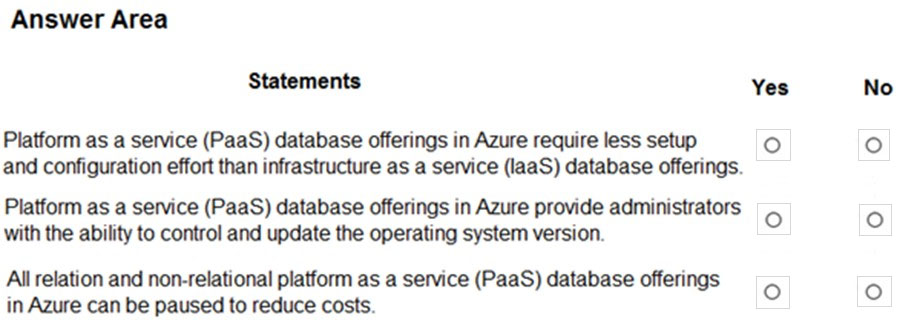 Answer Area
Statements Yes No
Platform as a service (PaaS) database offerings in Azure require less setup
and configuration effort than infrastructure as a service (IaaS) database offerings.
Platform as a service (PaaS) database offerings in Azure provide administrators
with the ability to control and update the operating system version.
All relation and non-relational platform as a service (PaaS) database offerings
in Azure can be paused to reduce costs.